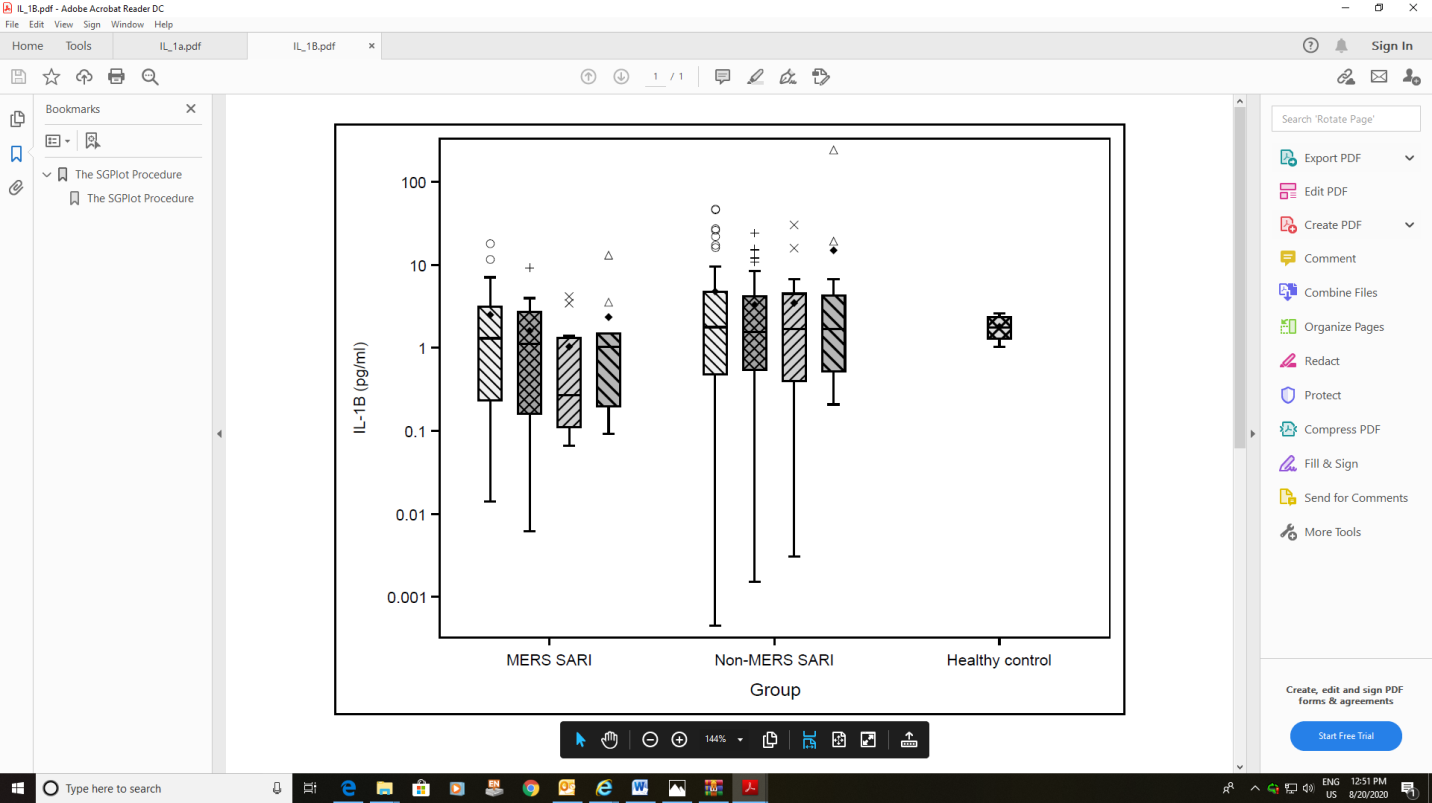 IL_1B.pdf - Adobe Acrobat Reader DC
File Edit View Sign Window Help
Home Tools IL_1a.pdf IL_1B.pdf × Sign In
1 / 1
Bookmarks
The SGPlot Procedure
The SGPlot Procedure
100
10
1
0.1
0.01
0.001
IL-1B (pg/ml)
MERS SARI Non-MERS SARI Healthy control
Group
Search 'Rotate Page'
Export PDF
Edit PDF
Create PDF
Comment
Combine Files
Organize Pages
Redact
Protect
Compress PDF
Fill & Sign
Send for Comments
More Tools
Create, edit and sign PDF
forms & agreements
Start Free Trial
144%
Type here to search
EN
ENG
US
12:51 PM
8/20/2020
1